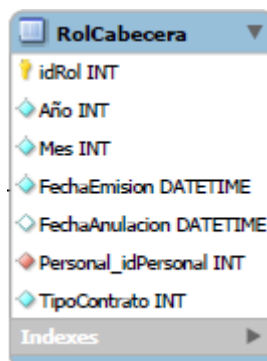 RolCabecera
idRol INT
Año INT
Mes INT
FechaEmision DATETIME
FechaAnulacion DATETIME
Personal_idPersonal INT
TipoContrato INT
Indexes